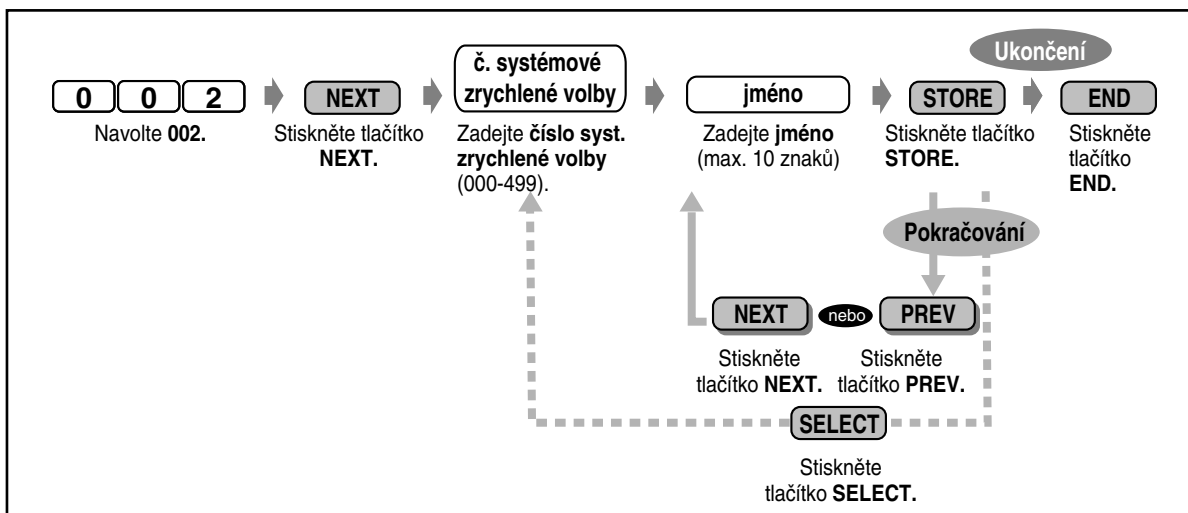 Ukončení
0 0 2
NEXT
č. systémové
zrychlené volby
jméno
STORE
END
Navolte 002.
Stiskněte tlačítko
NEXT.
Zadejte číslo syst.
zrychlené volby
(000-499).
Zadejte jméno
(max. 10 znaků)
Stiskněte tlačítko
STORE.
Stiskněte
tlačítko
END.
Pokračování
NEXT
nebo
PREV
Stiskněte
tlačítko NEXT.
Stiskněte
tlačítko PREV.
SELECT
Stiskněte
tlačítko SELECT.